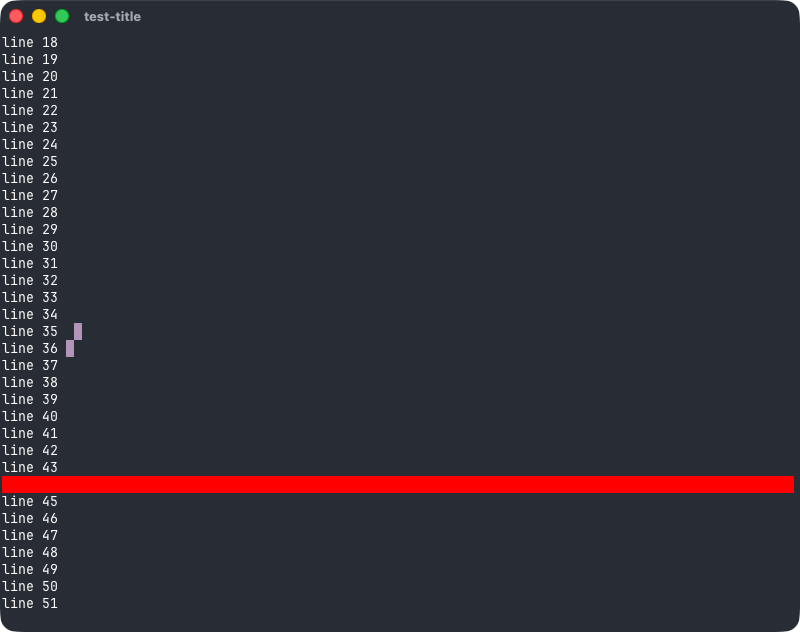 test-title
line 18
line 19
line 20
line 21
line 22
line 23
line 24
line 25
line 26
line 27
line 28
line 29
line 30
line 31
line 32
line 33
line 34
line 35
line 36
line 37
line 38
line 39
line 40
line 41
line 42
line 43
line 45
line 46
line 47
line 48
line 49
line 50
line 51